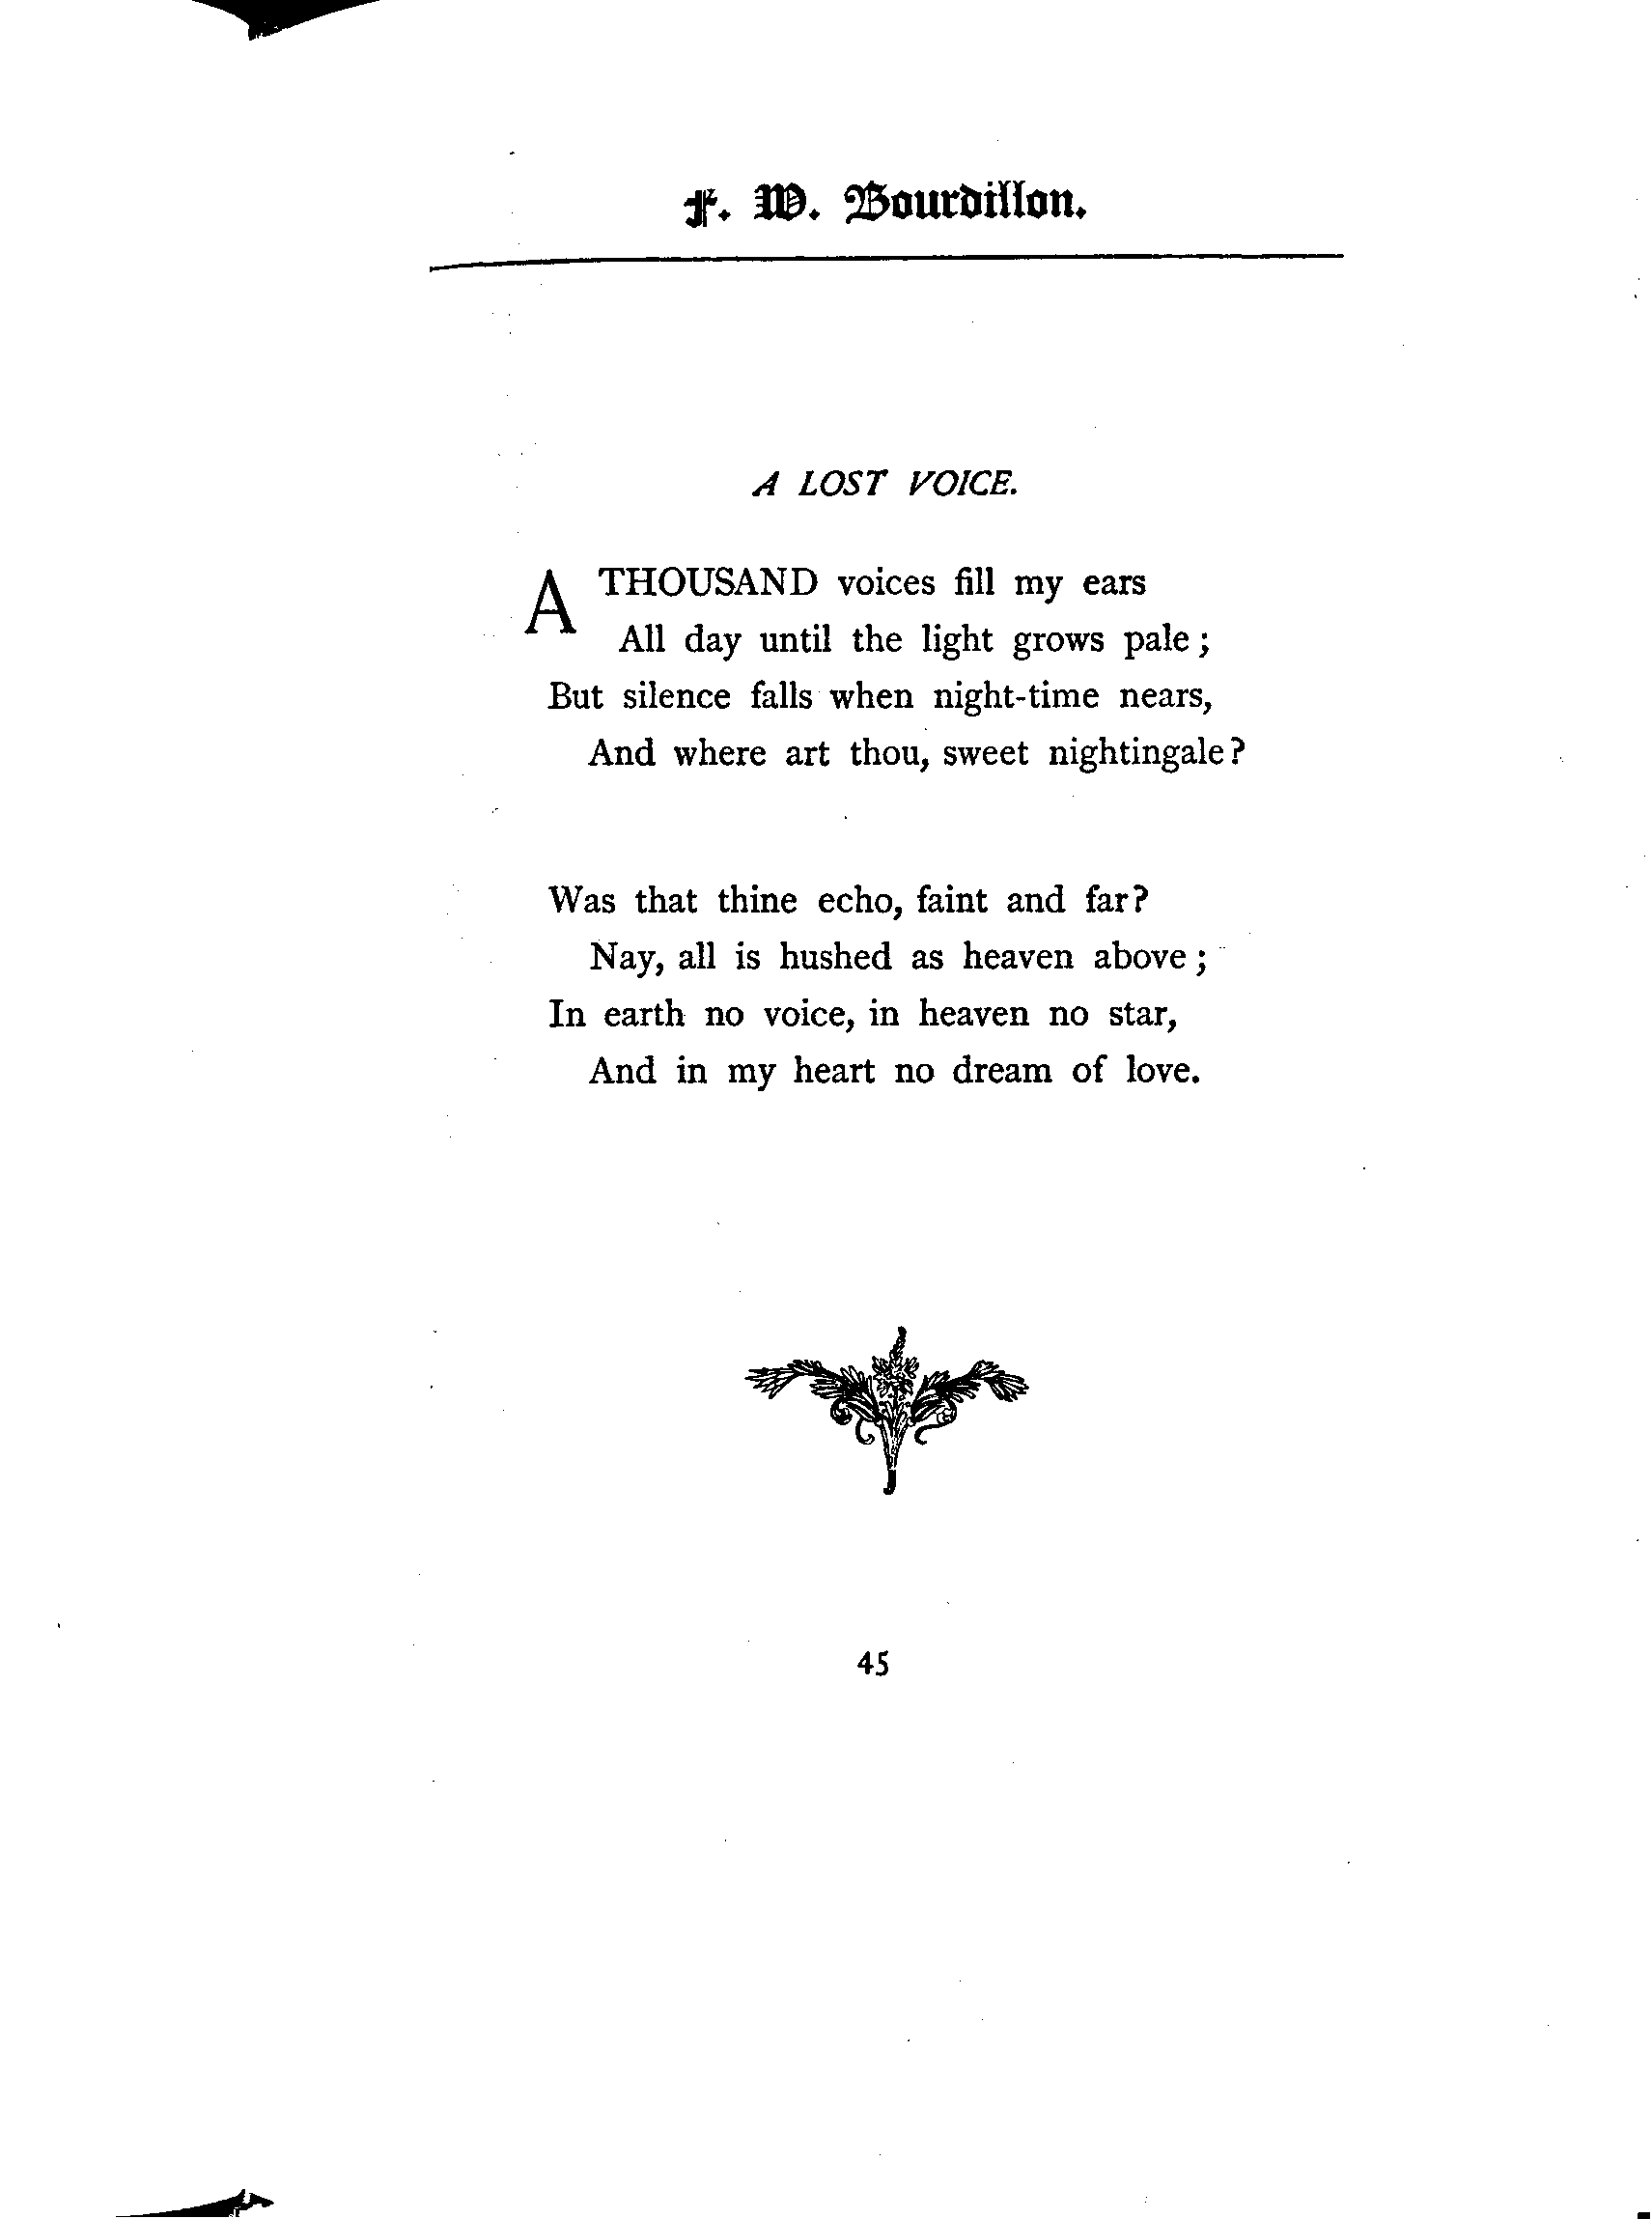 F. W. Bourdillon.
A LOST VOICE.
A THOUSAND voices fill my ears
All day until the light grows pale;
But silence falls when night-time nears,
And where art thou, sweet nightingale?
Was that thine echo, faint and far?
Nay, all is hushed as heaven above;
In earth no voice, in heaven no star,
And in my heart no dream of love.
45